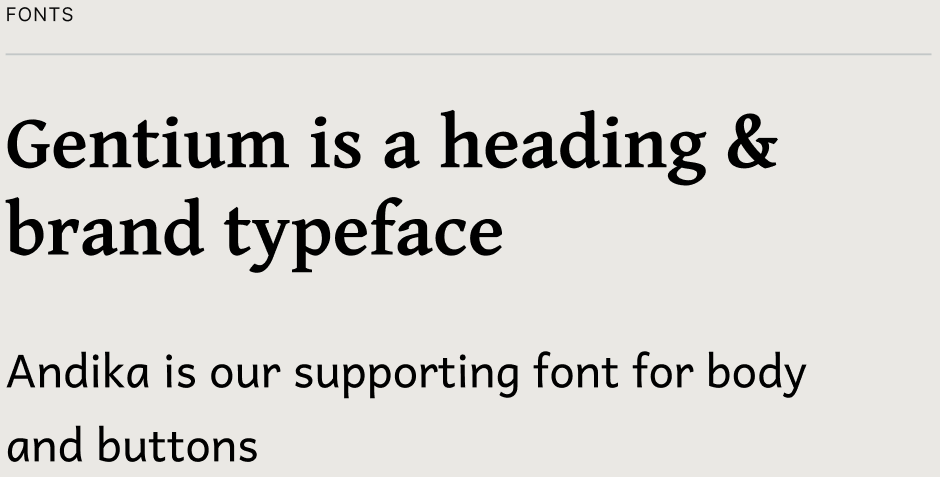 FONTS
Gentium is a heading &
brand typeface
Andika is our supporting font for body
and buttons